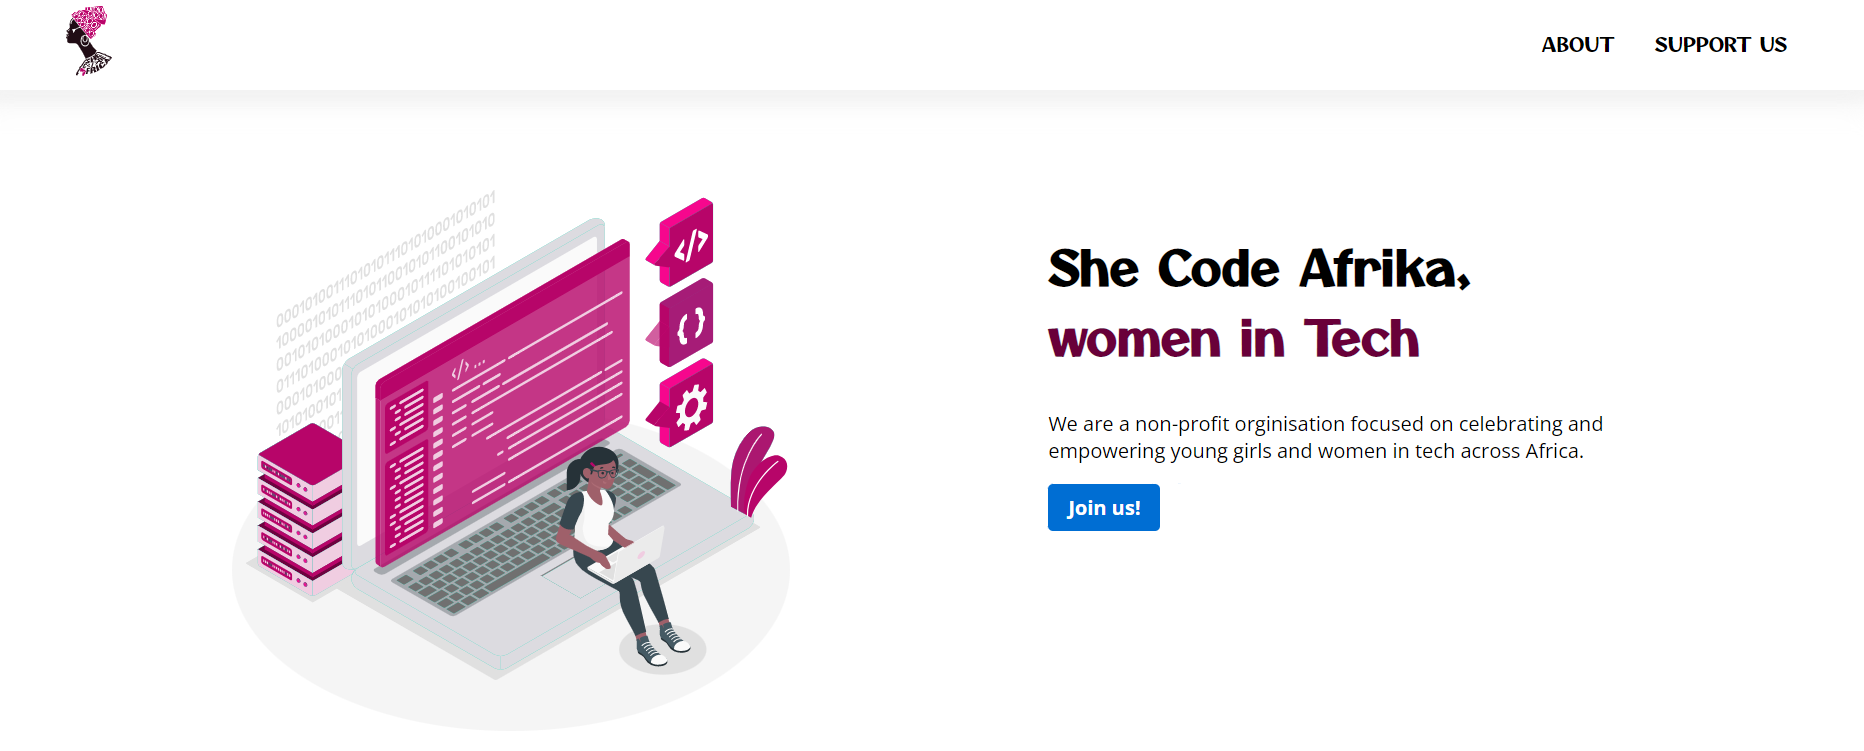 ABOUT SUPPORT US
She Code Afrika,
women in Tech
We are a non-profit orginisation focused on celebrating and
empowering young girls and women in tech across Africa.
Join us!